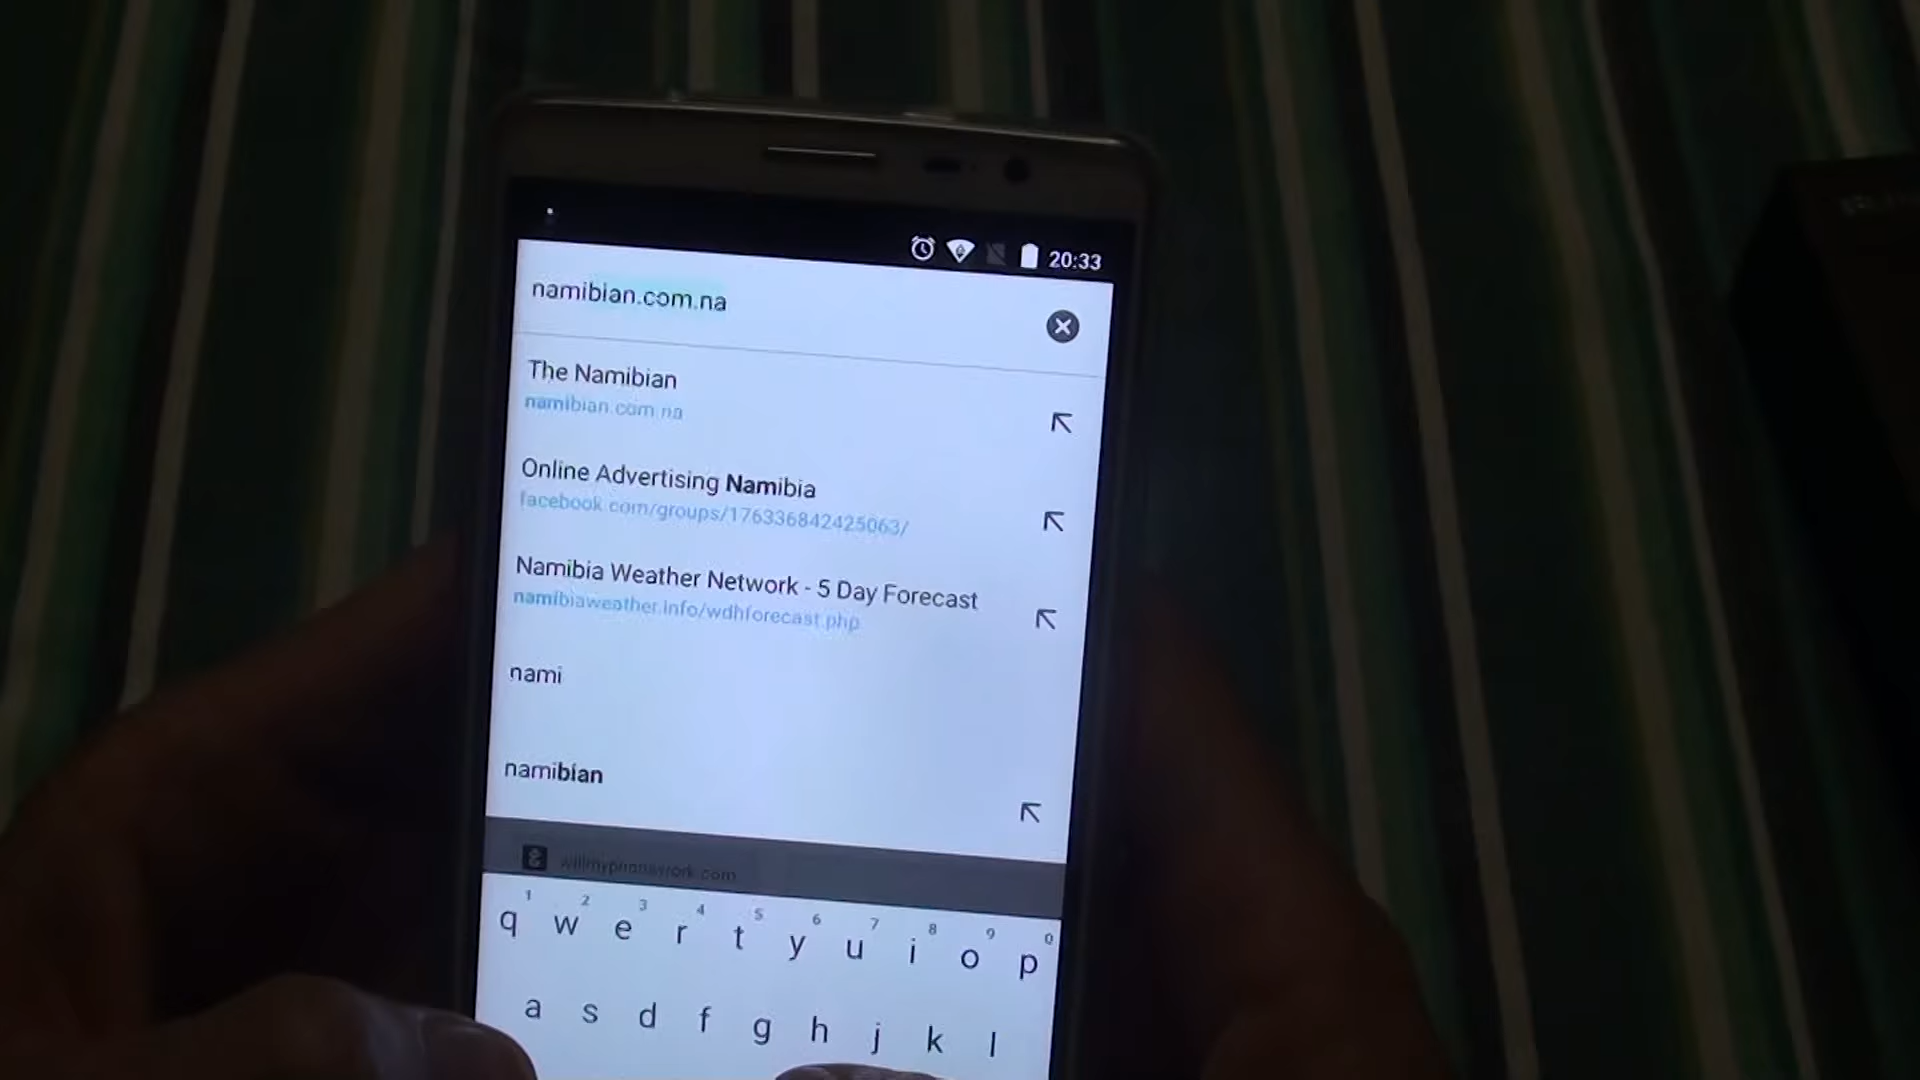 20:33
namibian.com.na
The Namibian
namibian.com.na
Online Advertising Namibia
facebook.com/groups/176336842425063/
Namibia Weather Network - 5 Day Forecast
namibiaweather.info/wdhforecast.php
nami
namibian
willmyphonework.com
1 2 3 4 5 6 7 8 9 0
q w e r t y u i o p
a s d f g h j k l